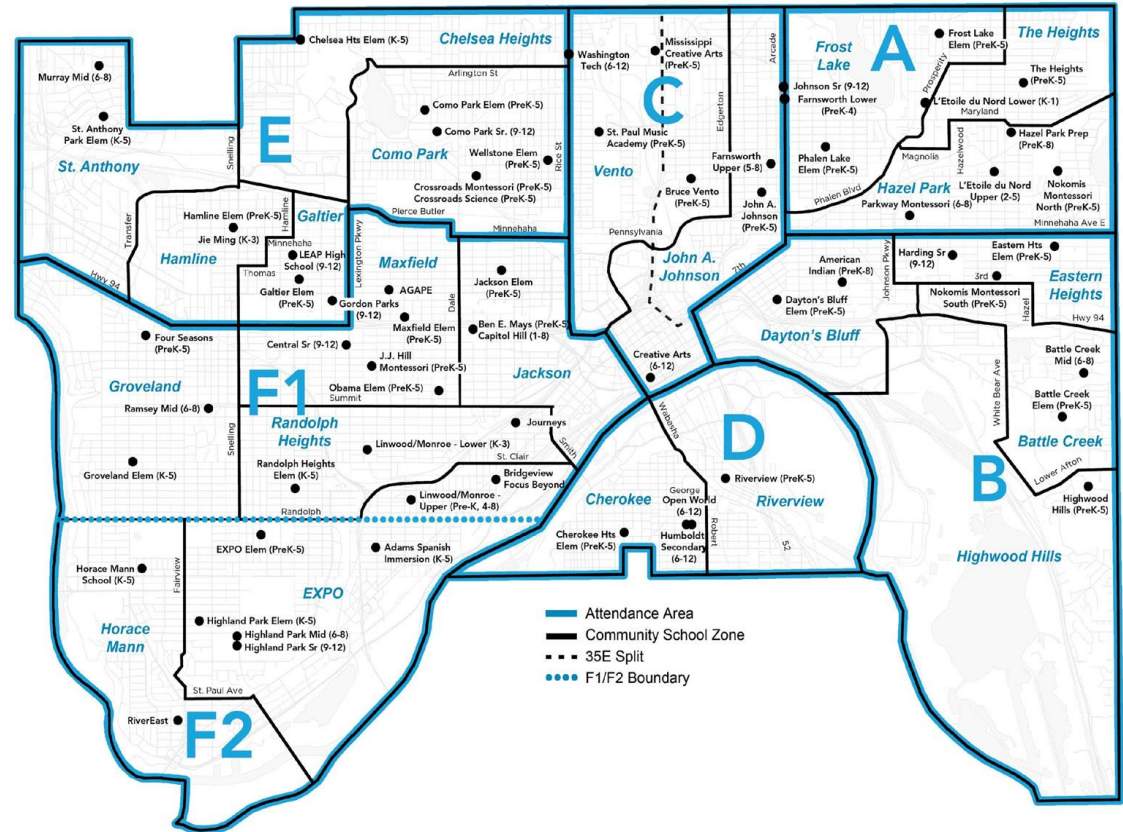 Chelsea Hts Elem (K-5)
Chelsea Heights
Arlington St
Murray Mid (6-8)
St. Anthony
Park Elem (K-5)
St. Anthony
Snelling
E
Como Park Elem (PreK-5)
Como Park Sr. (9-12)
Como Park
Wellstone Elem
(PreK-5)
Rice St
Crossroads Montessori (PreK-5)
Crossroads Science (PreK-5)
Pierce Butler
Minnehaha
Washington
Tech (6-12)
Mississippi
Creative Arts
(PreK-5)
C
Arcade
Edgerton
St. Paul Music
Academy (PreK-5)
Vento
Bruce Vento
(PreK-5)
Farnsworth
Upper (5-8)
John A.
Johnson
(PreK-5)
Pennsylvania
John A.
Johnson
7th
Creative Arts
(6-12)
Frost
Lake
A
Frost Lake
Elem (PreK-5)
The Heights
Prosperity
The Heights
(PreK-5)
Johnson Sr (9-12)
Farnsworth Lower
(PreK-4)
L'Etoile du Nord Lower (K-1)
Maryland
Hazelwood
Hazel Park Prep
(PreK-8)
Magnolia
Phalen Lake
Elem (PreK-5)
Phalen Blvd
Hazel Park
Parkway Montessori (6-8)
L'Etoile du Nord
Upper (2-5)
Nokomis
Montessori
North (PreK-5)
Minnehaha Ave E
Transfer
Hamline Elem (PreK-5)
Jie Ming (K-3)
Hamline
Hamline
Galtier
Minnehaha
LEAP High
School (9-12)
Thomas
Galtier Elem
(PreK-5)
Gordon Parks
(9-12)
Lexington Pkwy
Hwy 94
Maxfield
AGAPE
Maxfield Elem
(PreK-5)
Dale
Jackson Elem
(PreK-5)
Ben E. Mays (PreK-5)
Capitol Hill (1-8)
Jackson
Central Sr (9-12)
J.J. Hill
Montessori (PreK-5)
Obama Elem (PreK-5)
Summit
Four Seasons
(PreK-5)
Groveland
Ramsey Mid (6-8)
F1
Snelling
Groveland Elem (K-5)
Randolph
Heights
Randolph Heights
Elem (K-5)
Linwood/Monroe - Lower (K-3)
Journeys
Smith
St. Clair
Bridgeview
Focus Beyond
Linwood/Monroe -
Upper (Pre-K, 4-8)
Randolph
American
Indian (PreK-8)
Johnson Pkwy
Dayton's Bluff
Elem (PreK-5)
Dayton's Bluff
Harding Sr
(9-12)
Eastern Hts
Elem (PreK-5)
3rd
Nokomis Montessori
South (PreK-5)
Eastern
Heights
Hazel
Hwy 94
White Bear Ave
Battle Creek
Mid (6-8)
Battle Creek
Elem (PreK-5)
Battle Creek
Lower Afton
B
Highwood
Hills (PreK-5)
Highwood Hills
Wabasha
D
Riverview (PreK-5)
Riverview
Cherokee
George
Open World
(6-12)
Humboldt
Secondary
(6-12)
Robert
52
Cherokee Hts
Elem (PreK-5)
EXPO Elem (PreK-5)
Adams Spanish
Immersion (K-5)
EXPO
Horace Mann
School (K-5)
Fairview
Horace
Mann
Highland Park Elem (K-5)
Highland Park Mid (6-8)
Highland Park Sr (9-12)
St. Paul Ave
RiverEast
F2
Attendance Area
Community School Zone
35E Split
F1/F2 Boundary